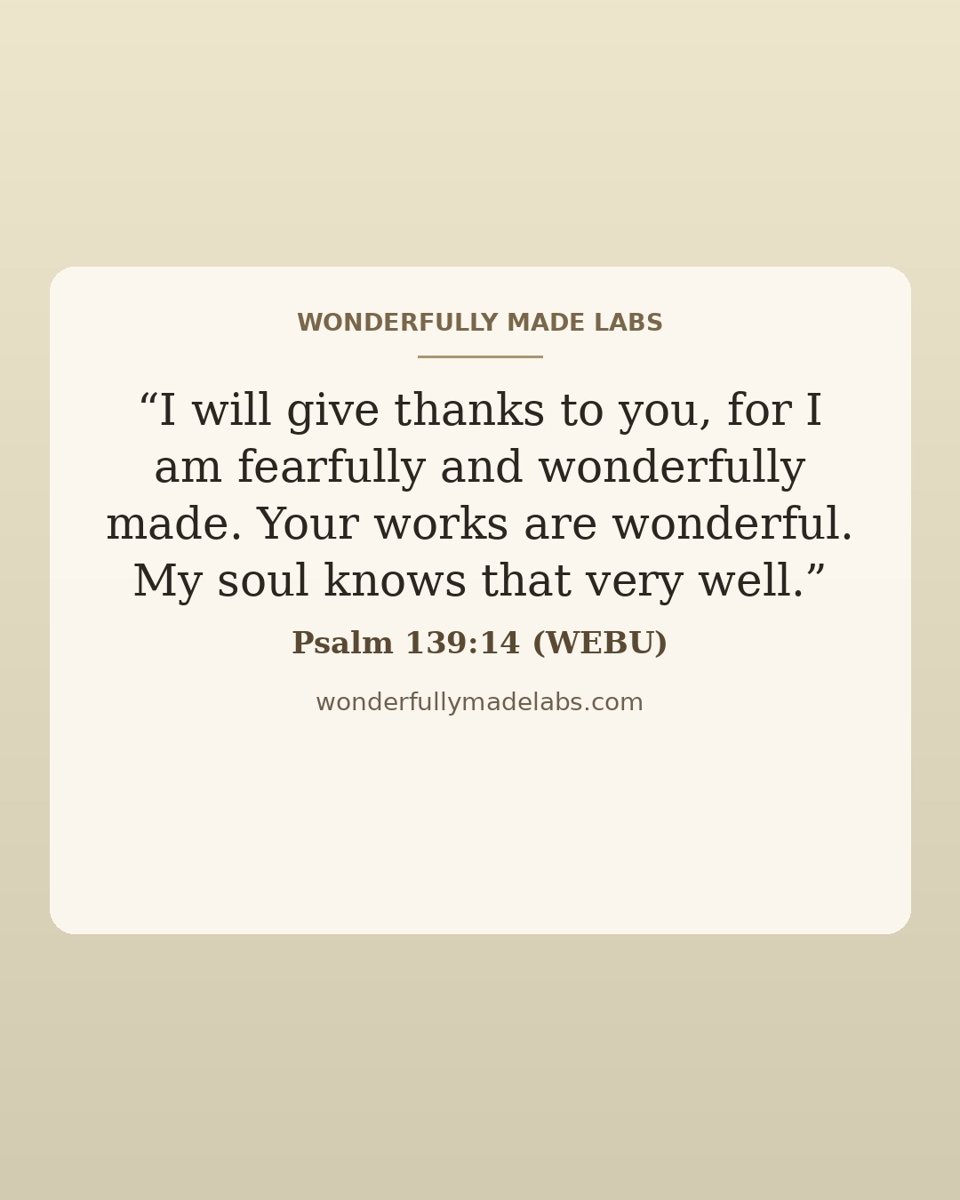 WONDERFULLY MADE LABS
“I will give thanks to you, for I
am fearfully and wonderfully
made. Your works are wonderful.
My soul knows that very well.”
Psalm 139:14 (WEBU)
wonderfullymadelabs.com